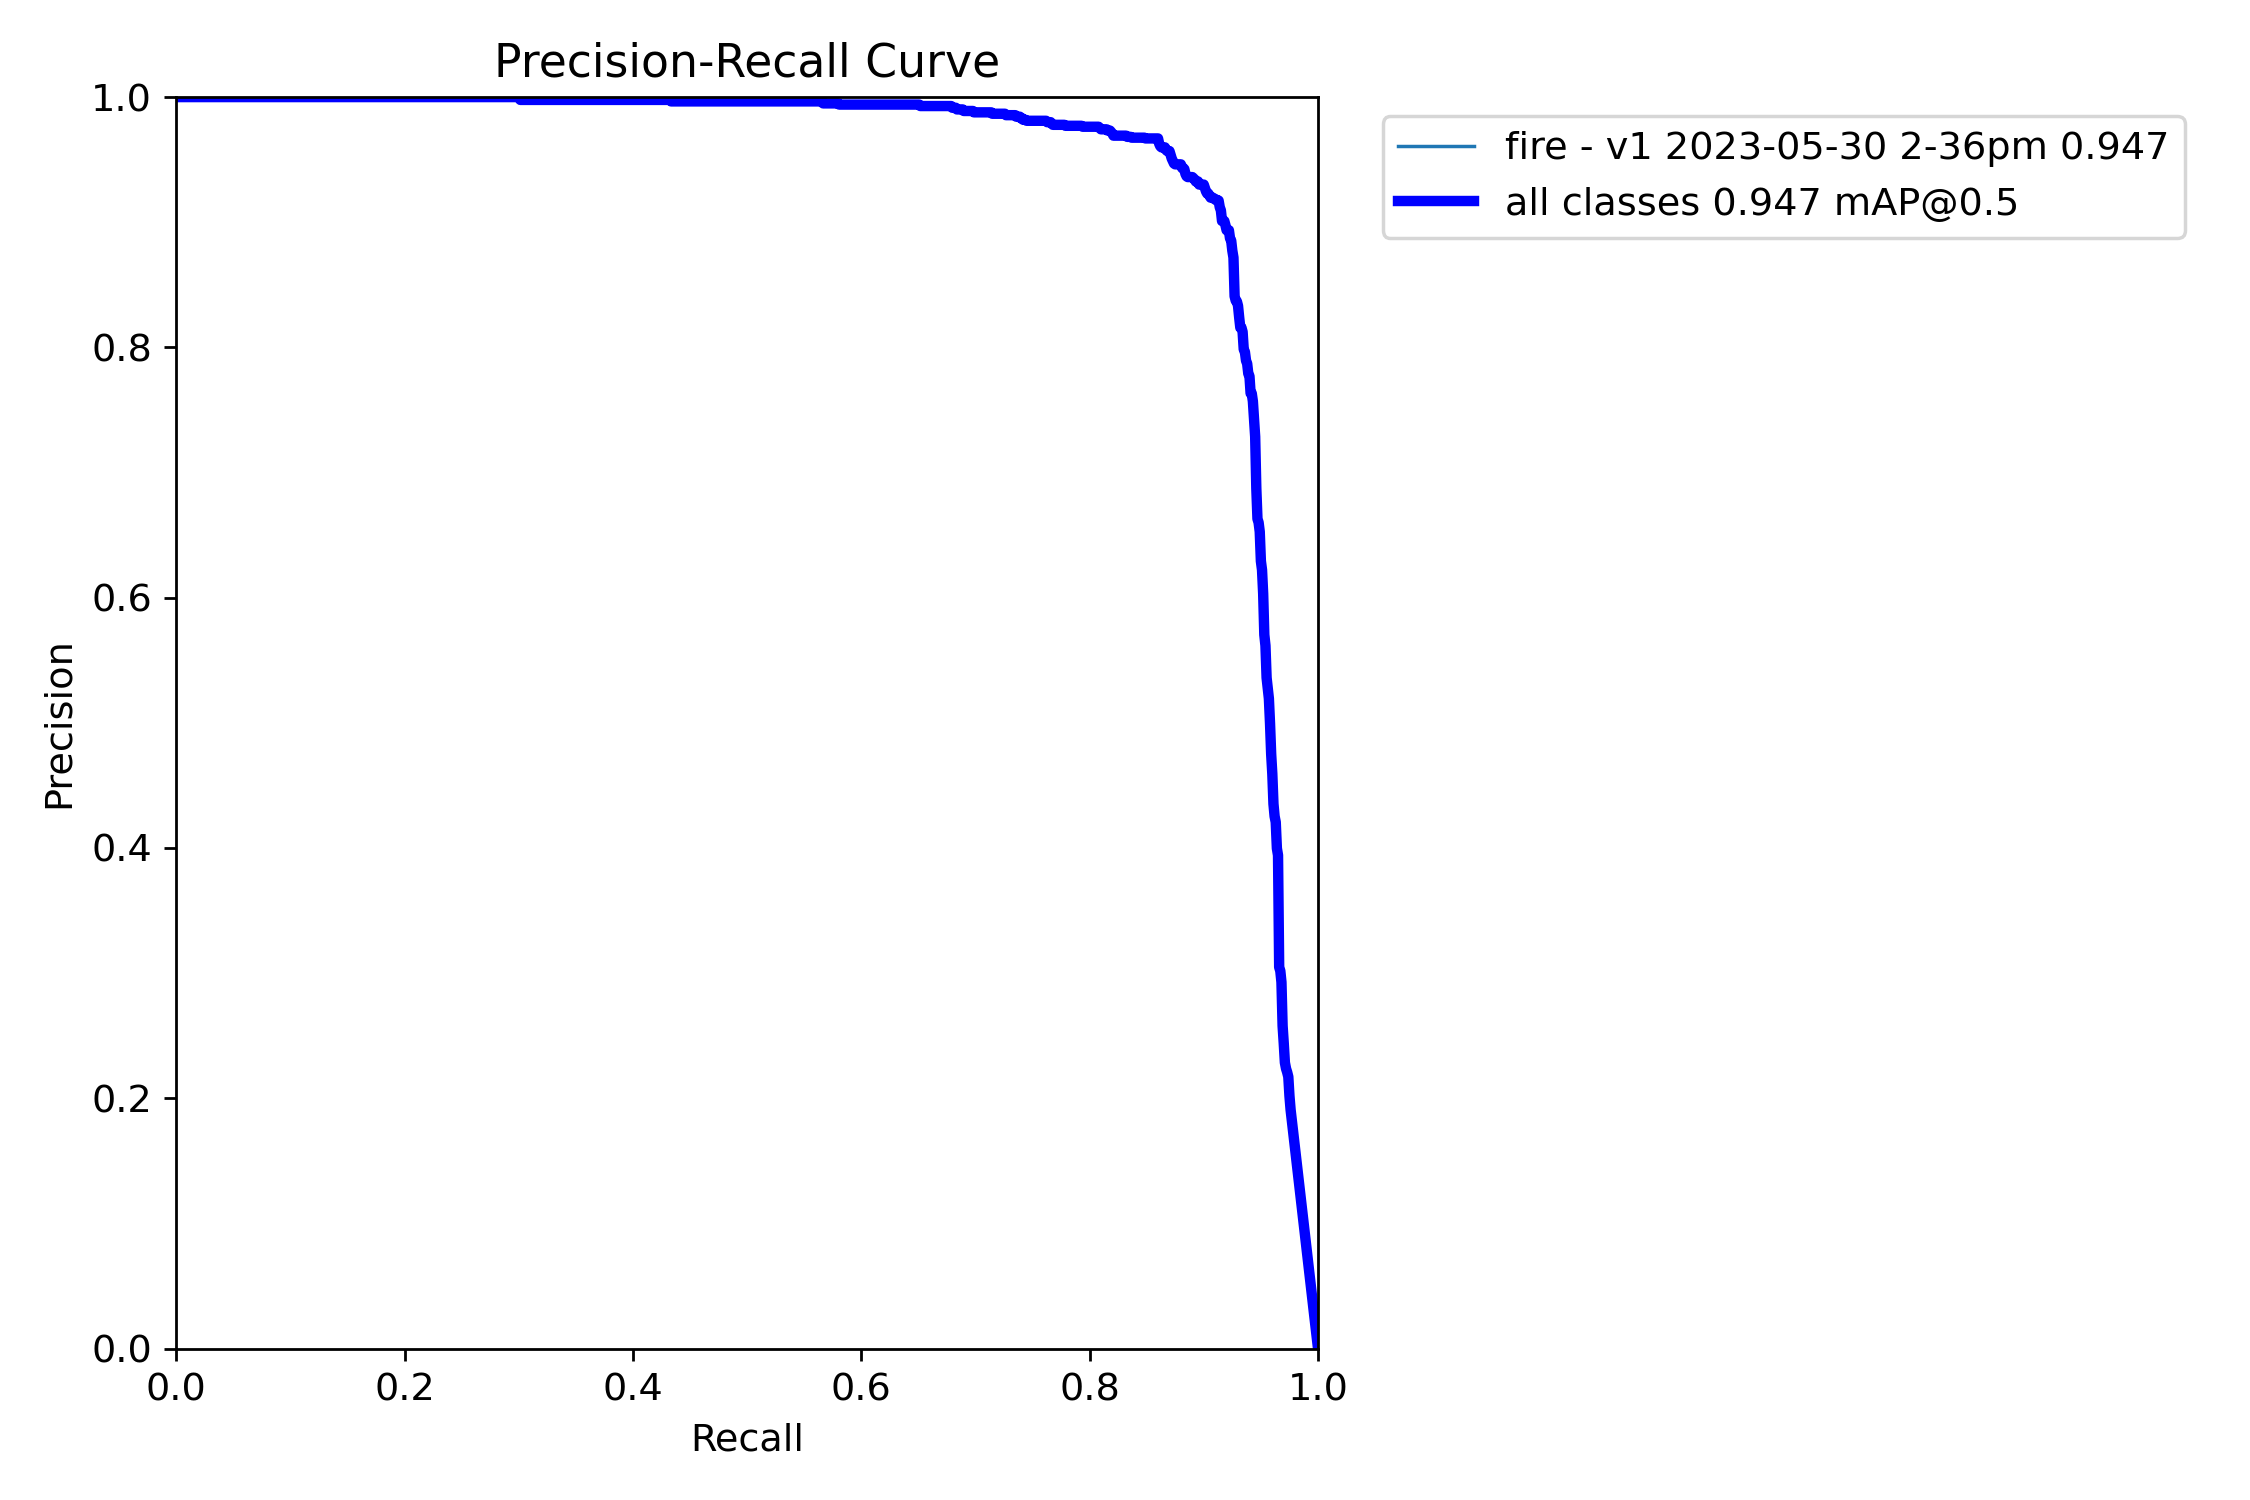 Precision-Recall Curve
1.0
0.8
0.6
0.4
0.2
0.0
Precision
0.0 0.2 0.4 0.6 0.8 1.0
Recall
fire - v1 2023-05-30 2-36pm 0.947
all classes 0.947 mAP@0.5